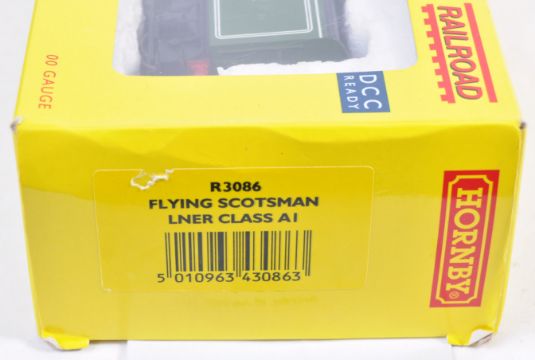 00 GAUGE
DCC
READY
RAILROAD
R3086
FLYING SCOTSMAN
LNER CLASS A1
5 010963 430863
HORNBY®